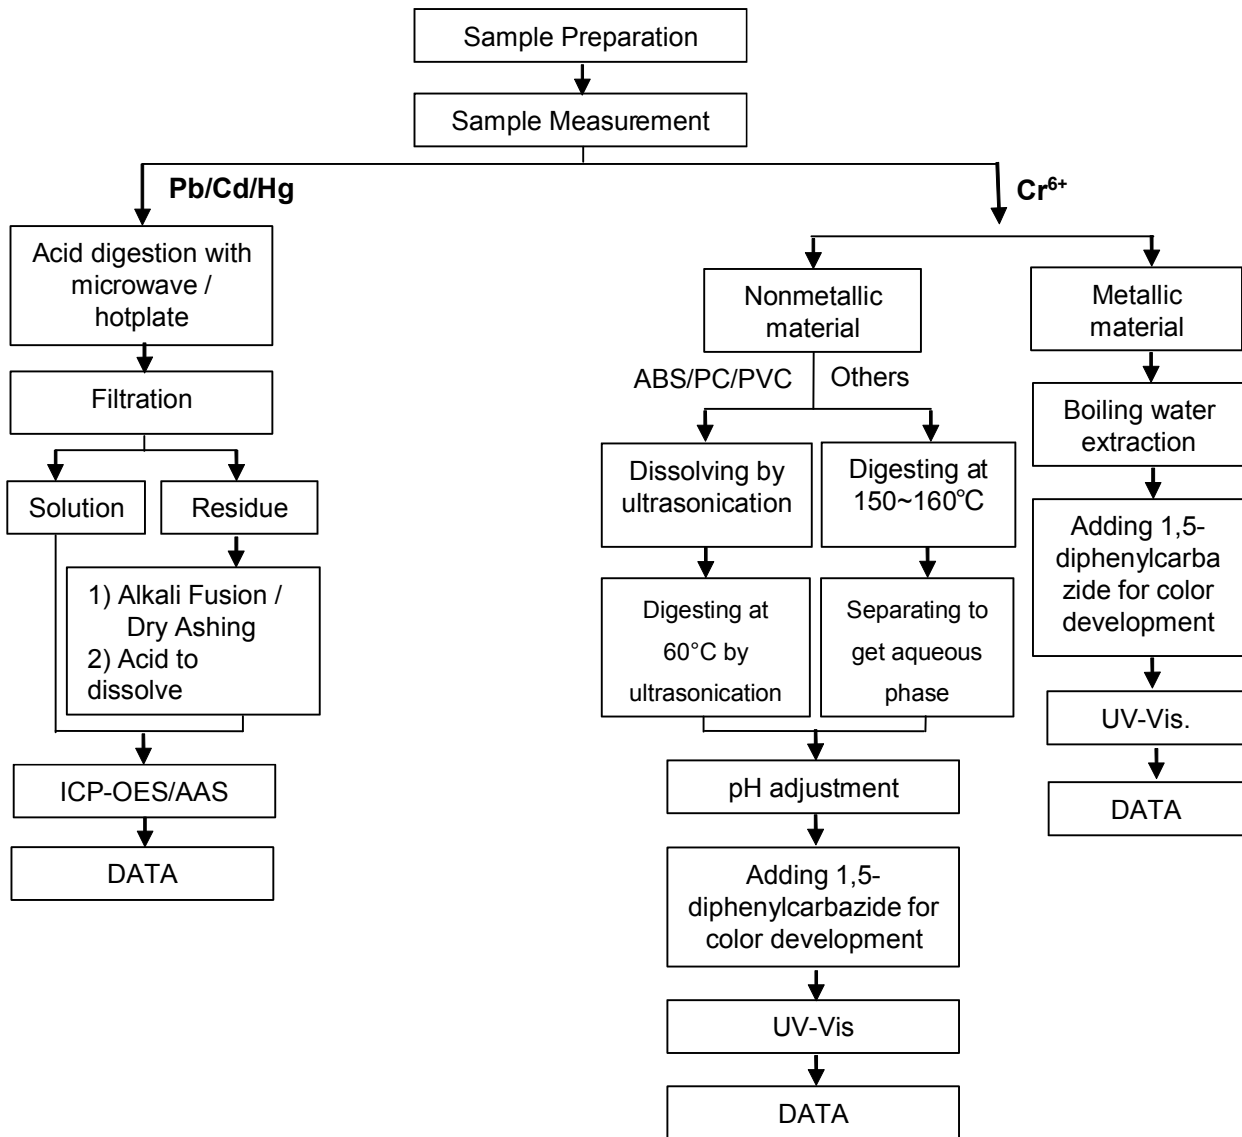 Sample Preparation
Sample Measurement
Pb/Cd/Hg
Cr6+
Acid digestion with
microwave /
hotplate
Filtration
Solution
Residue
1) Alkali Fusion /
Dry Ashing
2) Acid to
dissolve
ICP-OES/AAS
DATA
Nonmetallic
material
ABS/PC/PVC
Others
Dissolving by
ultrasonication
Digesting at
150~160℃
Digesting at
60°C by
ultrasonication
Separating to
get aqueous
phase
pH adjustment
Adding 1,5-
diphenylcarbazide for
color development
UV-Vis
DATA
Metallic
material
Boiling water
extraction
Adding 1,5-
diphenylcarba
zide for color
development
UV-Vis.
DATA